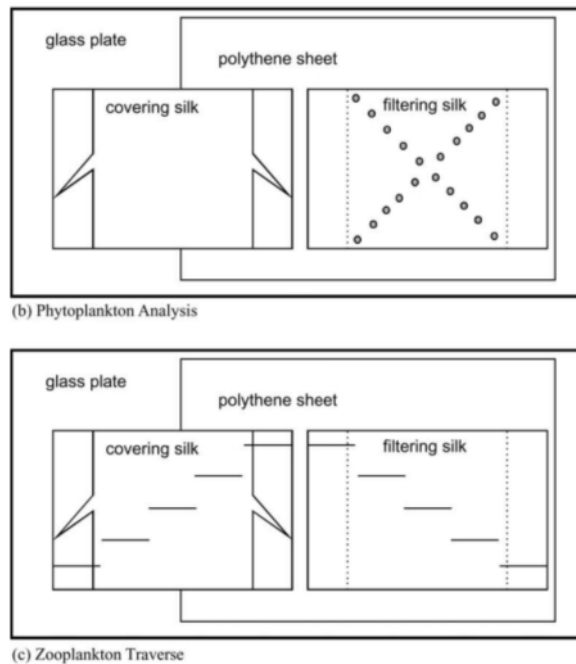 glass plate
polythene sheet
covering silk
filtering silk
(b) Phytoplankton Analysis
glass plate
polythene sheet
covering silk
filtering silk
(c) Zooplankton Traverse